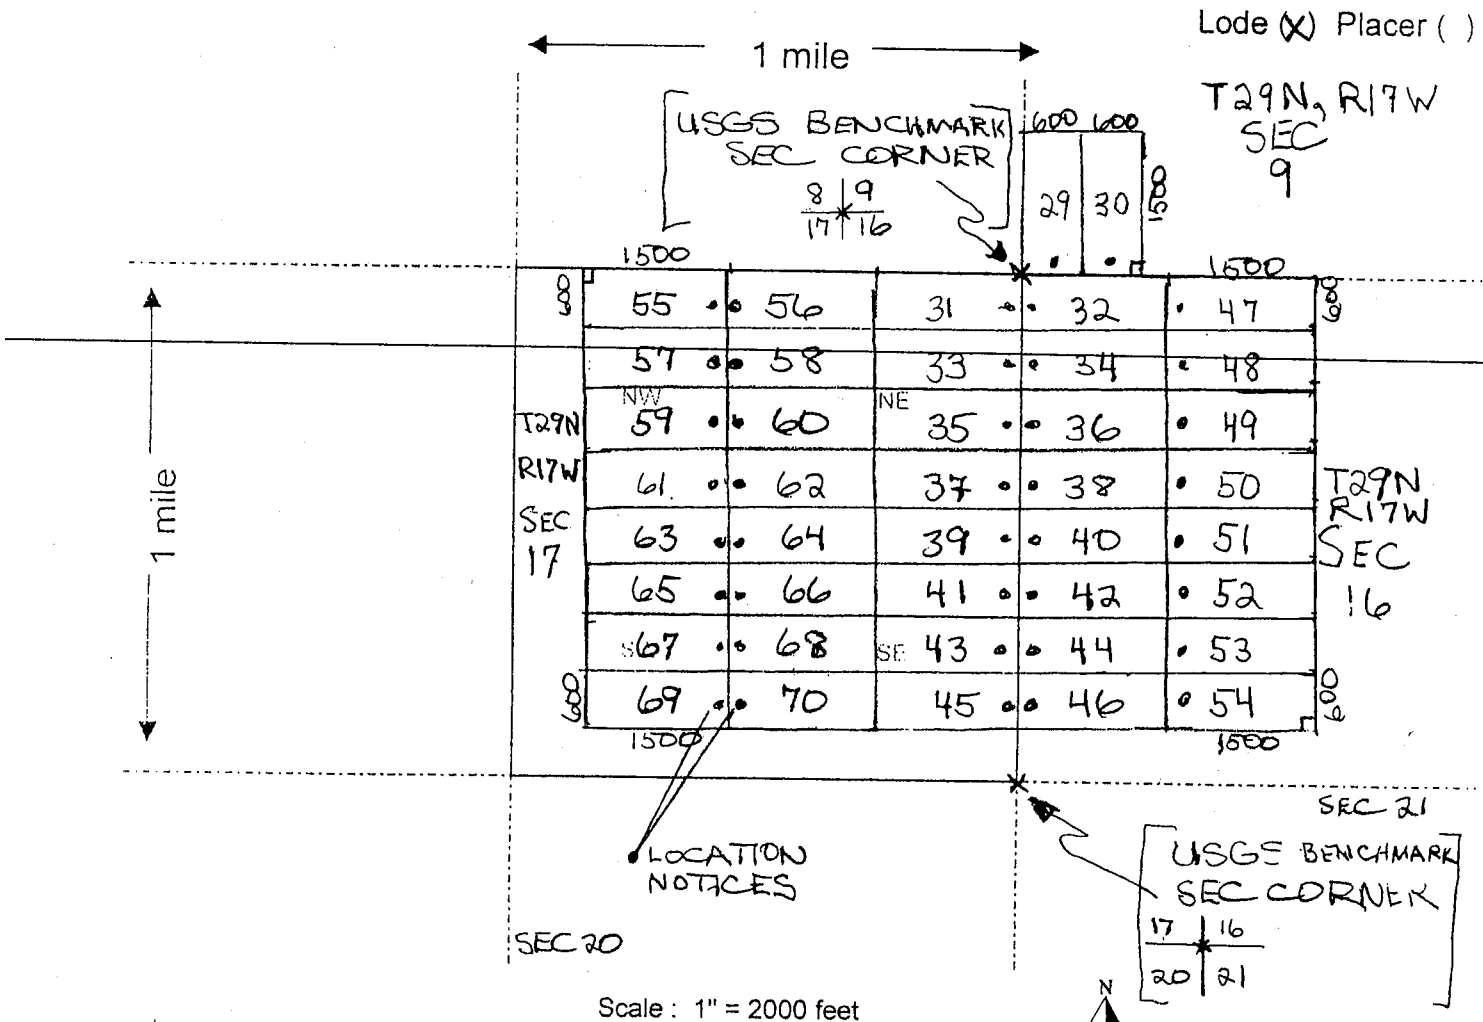 Lode (X) Placer ( )
1 mile
T29N, R17W
SEC
9
USGS BENCHMARK
SEC CORNER
8 9
17 16
600 600
29 30 1500
1500 1500
600 55 56 31 32 47 600
57 58 33 34 48
NW NE
T29N 59 60 35 36 49
R17W 61 62 37 38 50 T29N
R17W
SEC 63 64 39 40 51 SEC
17
65 66 41 42 52 16
67 68 SE 43 44 53
600 69 70 45 46 54 600
1500 1500
1 mile
SEC 21
LOCATION
NOTICES
USGS BENCHMARK
SEC CORNER
17 16
20 21
SEC 20
N
Scale : 1" = 2000 feet